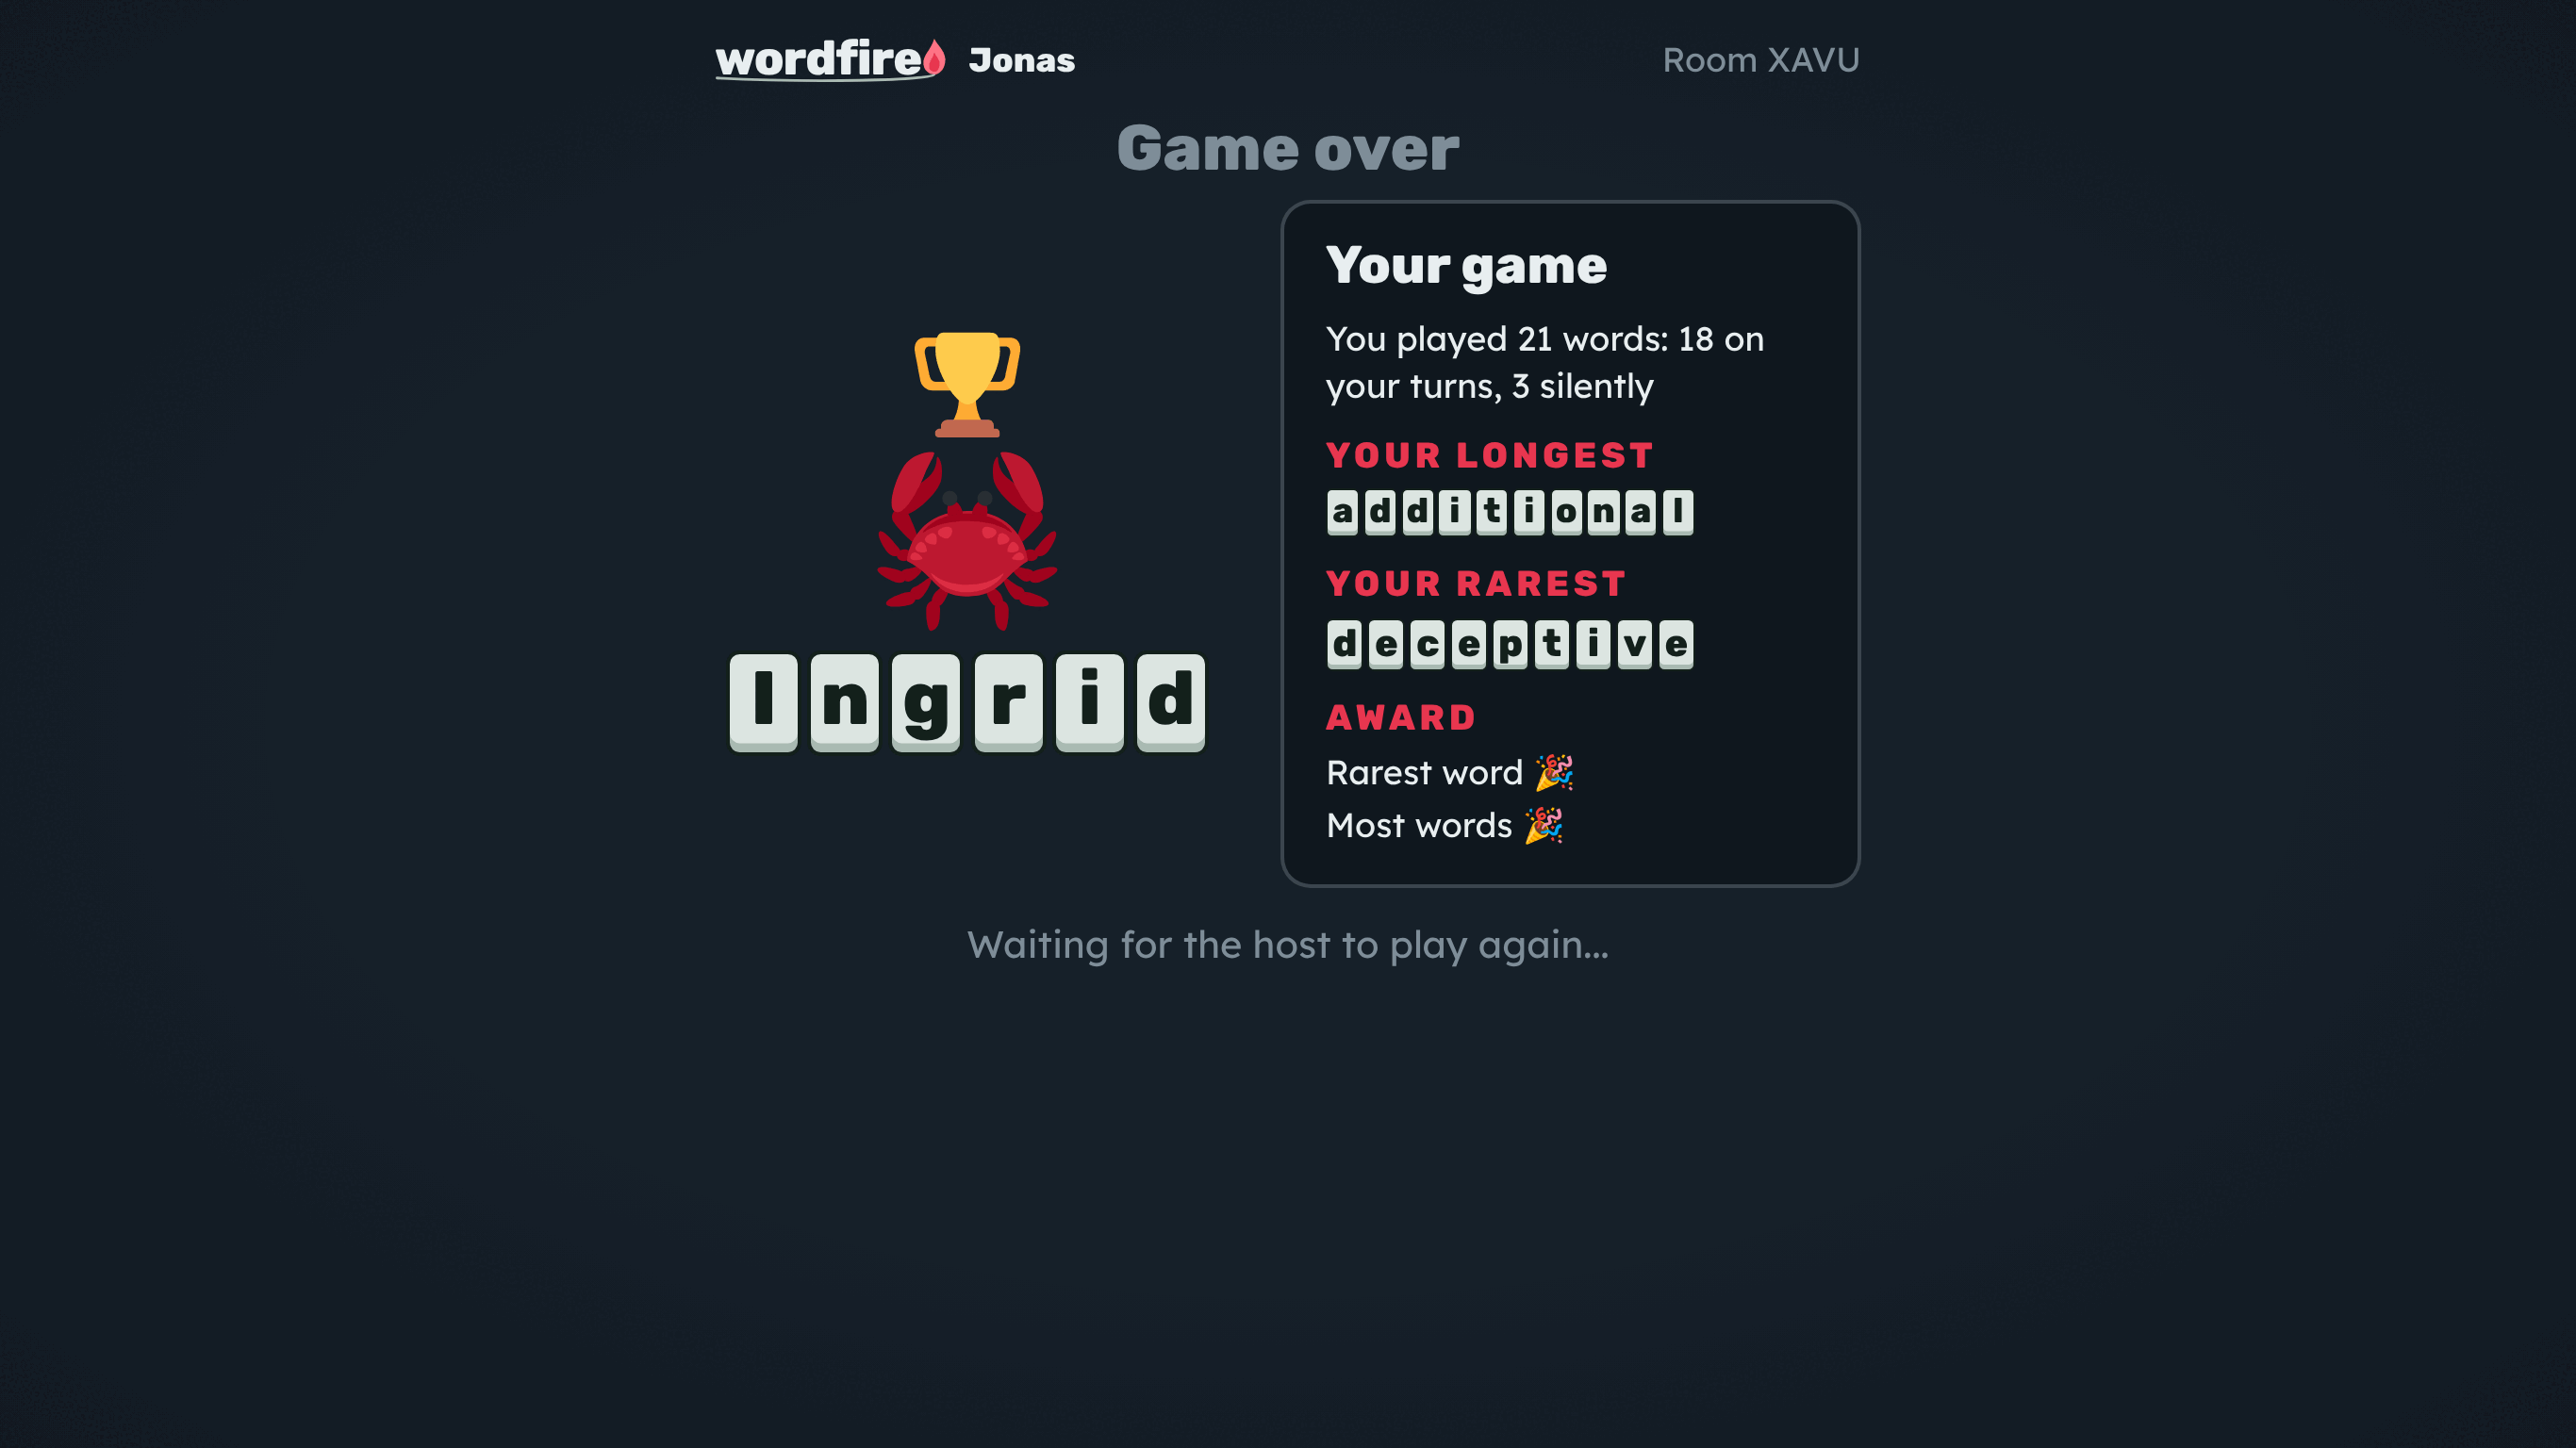 wordfire Jonas
Room XAVU
Game over
Ingrid
Your game
You played 21 words: 18 on
your turns, 3 silently
YOUR LONGEST
additional
YOUR RAREST
deceptive
AWARD
Rarest word 🎉
Most words 🎉
Waiting for the host to play again...